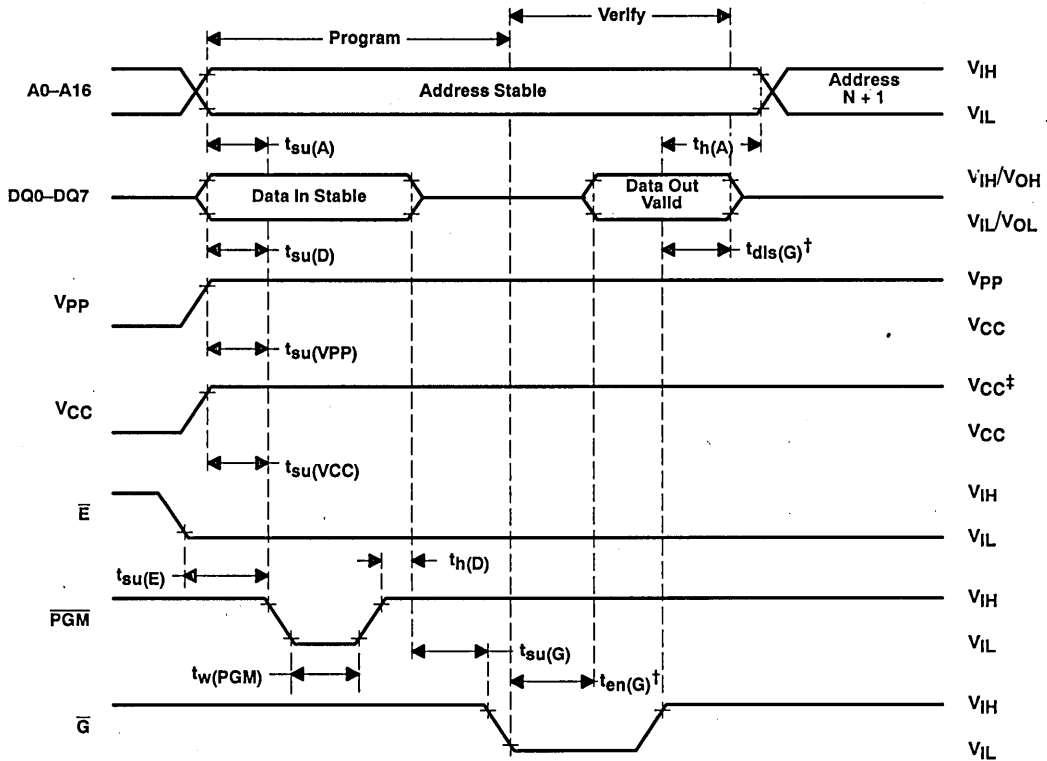 Verify
Program
A0–A16
Address Stable
Address
N + 1
VIH
VIL
tsu(A)
th(A)
DQ0–DQ7
Data In Stable
Data Out
Valid
VIH/VOH
VIL/VOL
tsu(D)
tdis(G)†
VPP
VPP
VCC
tsu(VPP)
VCC
VCC‡
VCC
tsu(VCC)
E̅
VIH
VIL
tsu(E)
th(D)
P̅G̅M̅
VIH
VIL
tw(PGM)
tsu(G)
ten(G)†
G̅
VIH
VIL